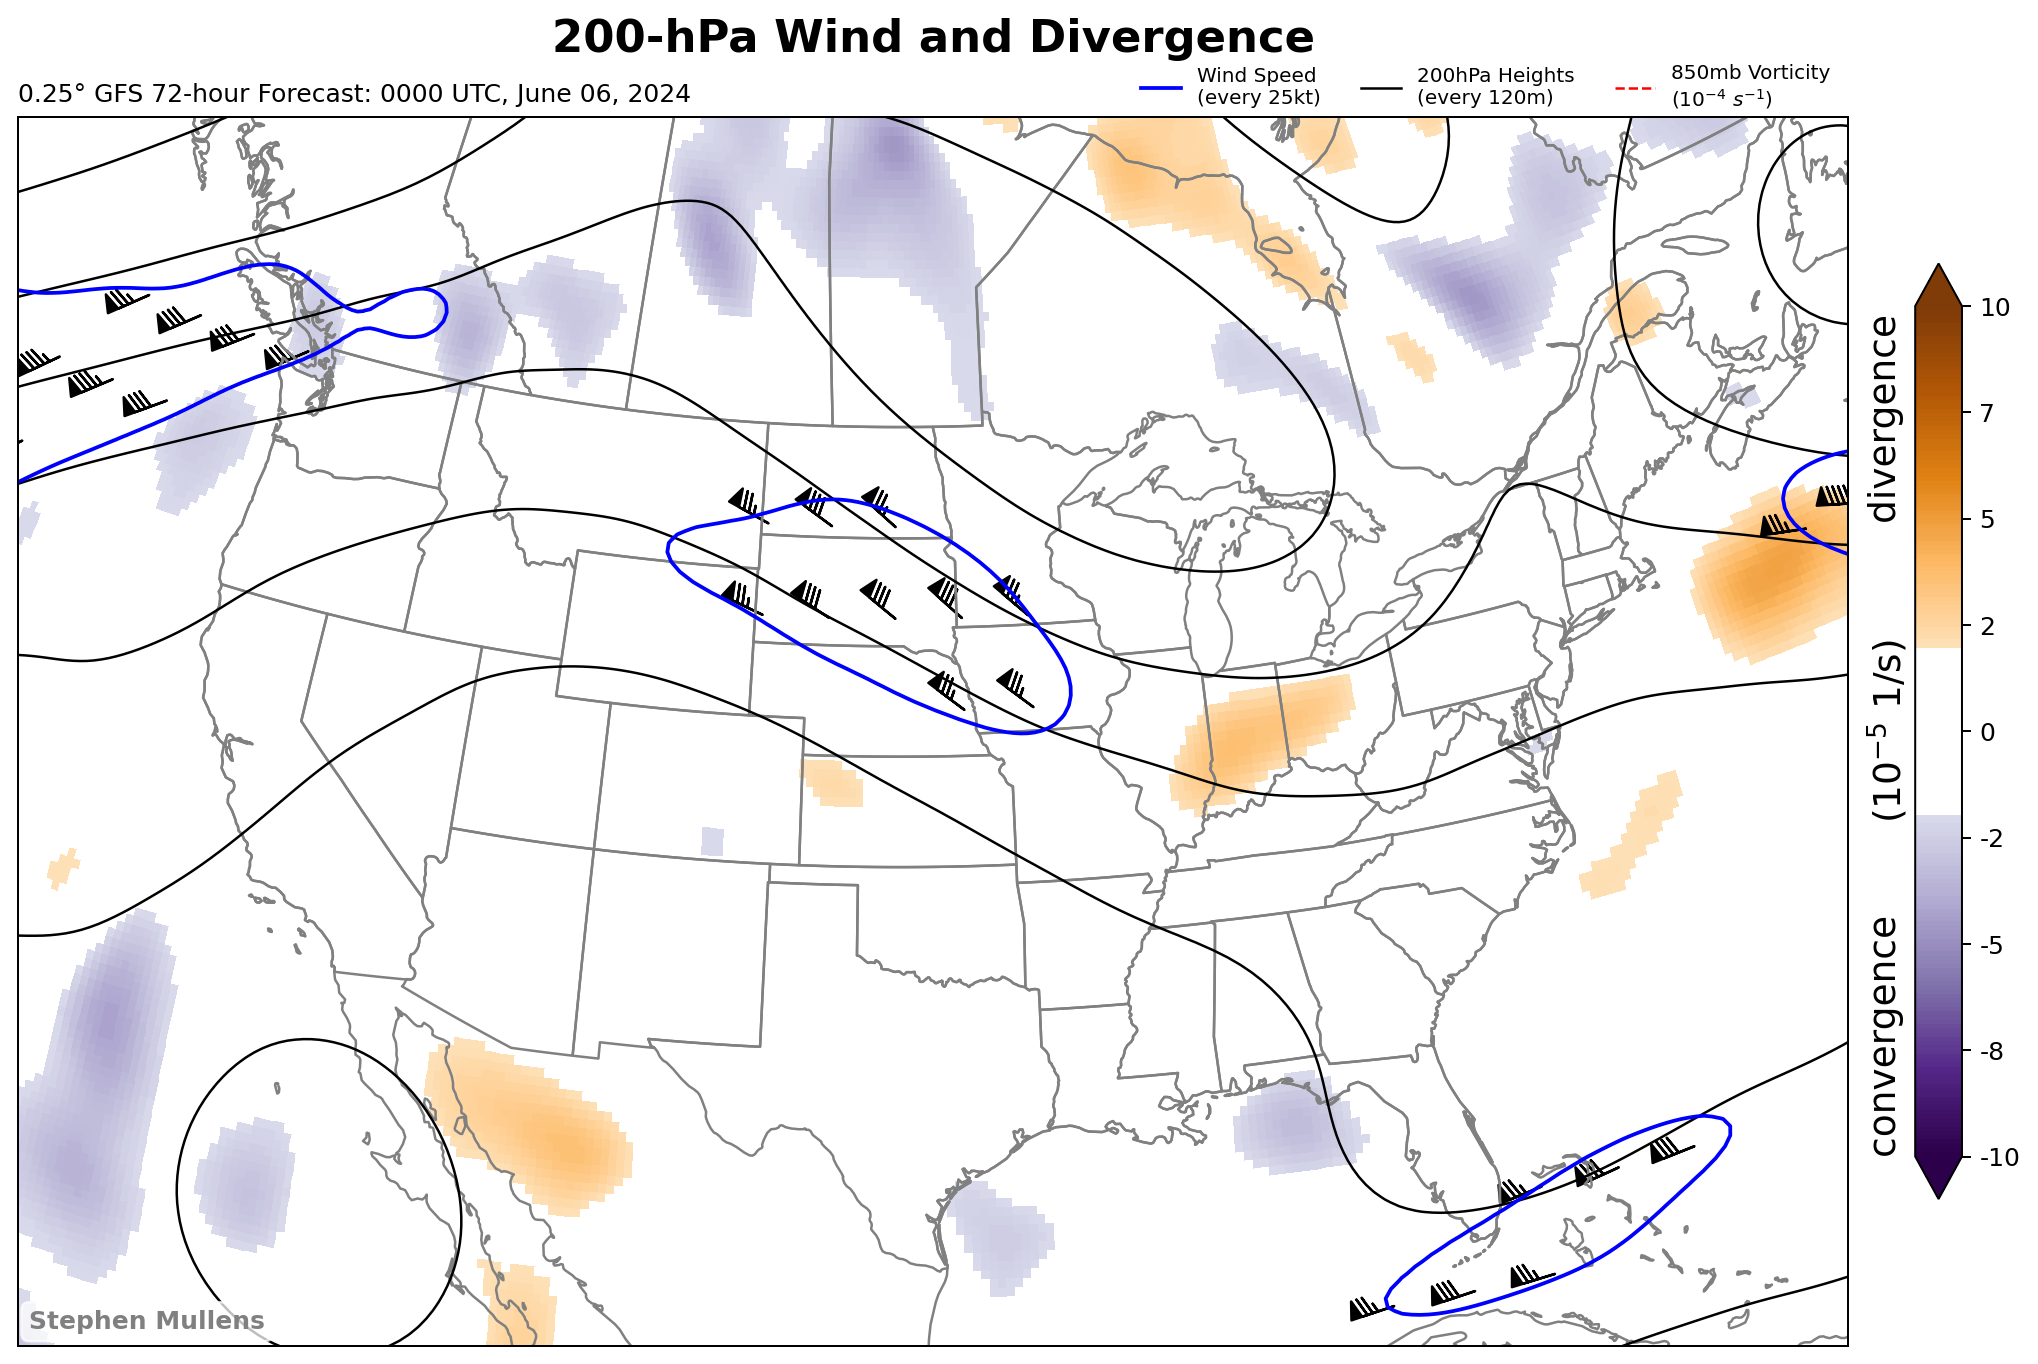 200-hPa Wind and Divergence
0.25° GFS 72-hour Forecast: 0000 UTC, June 06, 2024
Wind Speed
(every 25kt)
200hPa Heights
(every 120m)
850mb Vorticity
(10⁻⁴ s⁻¹)
10
7
5
2
0
-2
-5
-8
-10
convergence (10⁻⁵ 1/s) divergence
Stephen Mullens